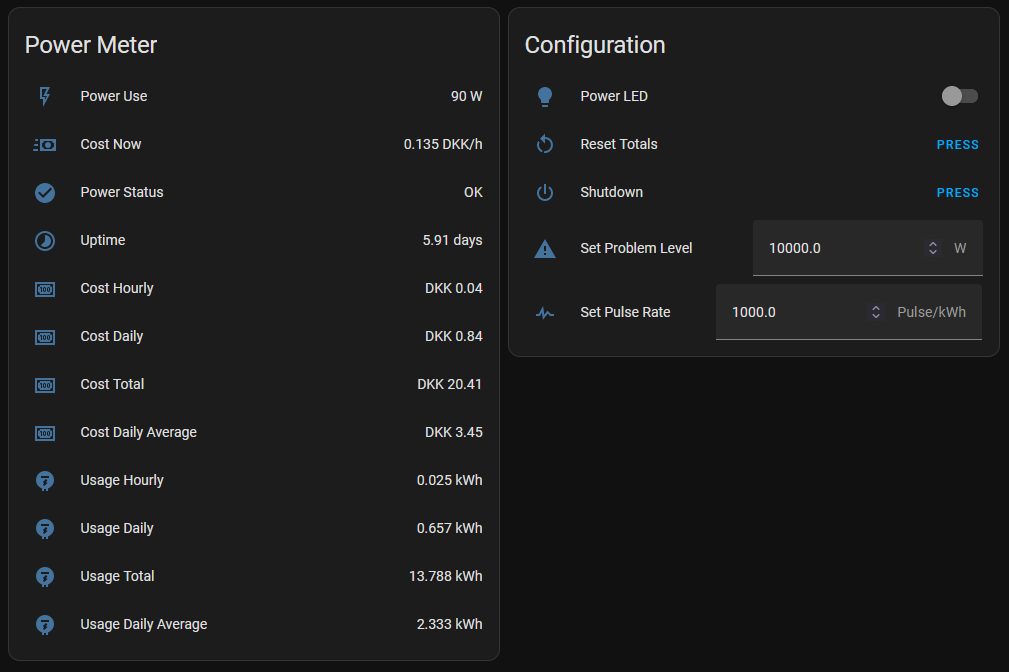 Power Meter
Power Use 90 W
Cost Now 0.135 DKK/h
Power Status OK
Uptime 5.91 days
Cost Hourly DKK 0.04
Cost Daily DKK 0.84
Cost Total DKK 20.41
Cost Daily Average DKK 3.45
Usage Hourly 0.025 kWh
Usage Daily 0.657 kWh
Usage Total 13.788 kWh
Usage Daily Average 2.333 kWh
Configuration
Power LED
Reset Totals PRESS
Shutdown PRESS
Set Problem Level 10000.0 W
Set Pulse Rate 1000.0 Pulse/kWh